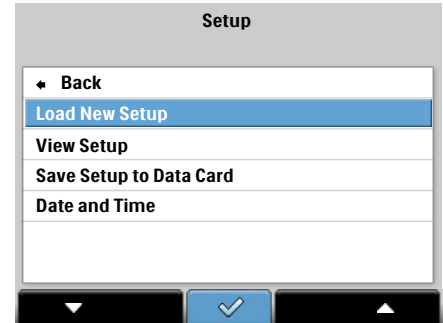 Setup
Back
Load New Setup
View Setup
Save Setup to Data Card
Date and Time